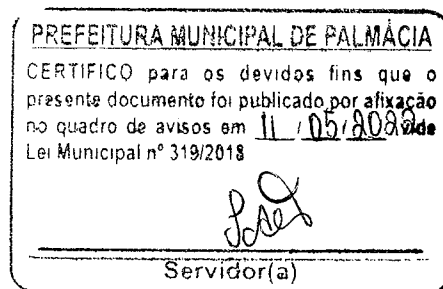 PREFEITURA MUNICIPAL DE PALMÁCIA
CERTIFICO para os devidos fins que o
presente documento foi publicado por afixação
no quadro de avisos em 11 / 05 / 2022 vide
Lei Municipal nº 319/2018
Servidor(a)